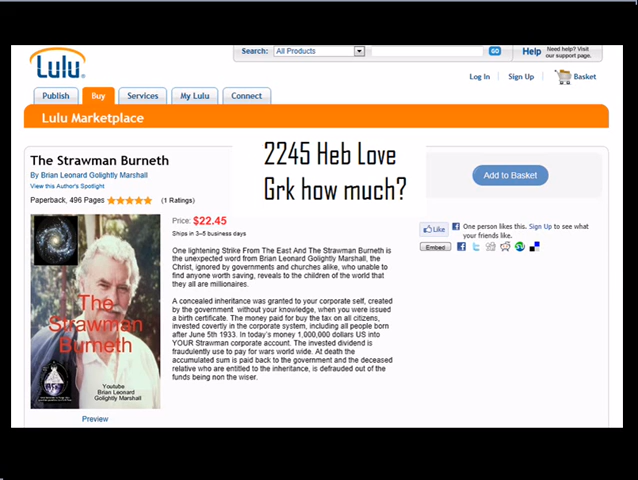 Search: All Products GO Help Need help? Visit
our support page.
Lulu
Log In Sign Up Basket
Publish Buy Services My Lulu Connect
Lulu Marketplace
The Strawman Burneth
By Brian Leonard Golightly Marshall
View this Author's Spotlight
Paperback, 496 Pages (1 Ratings)
2245 Heb Love
Grk how much?
Add to Basket
Price: $22.45
Ships in 3–5 business days
Like One person likes this. Sign Up to see what
your friends like.
Embed
One lightening Strike From The East And The Strawman Burneth is
the unexpected word from Brian Leonard Golightly Marshall, the
Christ, ignored by governments and churches alike, who unable to
find anyone worth saving, reveals to the children of the world that
they all are millionaires.
A concealed inheritance was granted to your corporate self, created
by the government without your knowledge, when you were issued
a birth certificate. The money paid for buy the tax on all citizens,
invested covertly in the corporate system, including all people born
after June 5th 1933. In today's money 1,000,000 dollars US into
YOUR Strawman corporate account. The invested dividend is
fraudulently use to pay for wars world wide. At death the
accumulated sum is paid back to the government and the deceased
relative who are entitled to the inheritance, is defrauded out of the
funds being non the wiser.
The
Strawman
Burneth
Youtube
Brian Leonard
Golightly Marshall
Preview